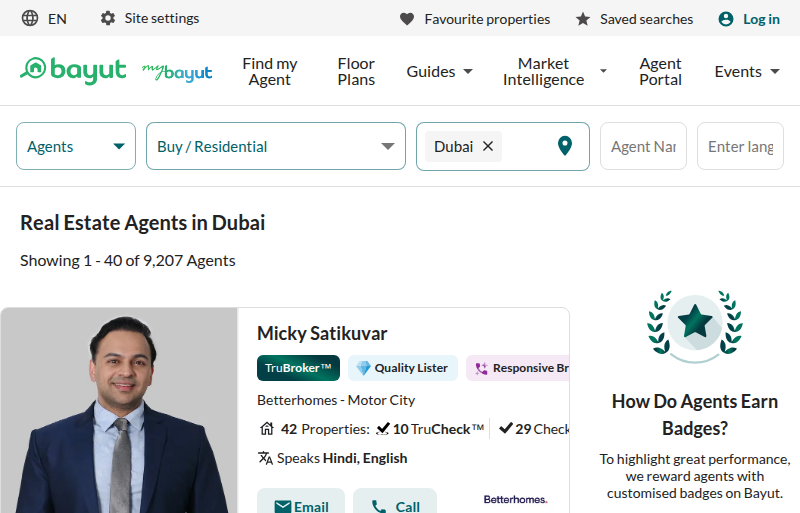 EN
Site settings
Favourite properties
Saved searches
Log in
bayut
my bayut
Find my Agent
Floor Plans
Guides
Market Intelligence
Agent Portal
Events
Agents
Buy / Residential
Dubai
Agent Nar
Enter lang
Real Estate Agents in Dubai
Showing 1 - 40 of 9,207 Agents
Micky Satikuvar
TruBroker™
Quality Lister
Responsive Br
Betterhomes - Motor City
42 Properties: 10 TruCheck™ 29 Check
Speaks Hindi, English
Email
Call
Betterhomes.
How Do Agents Earn
Badges?
To highlight great performance,
we reward agents with
customised badges on Bayut.